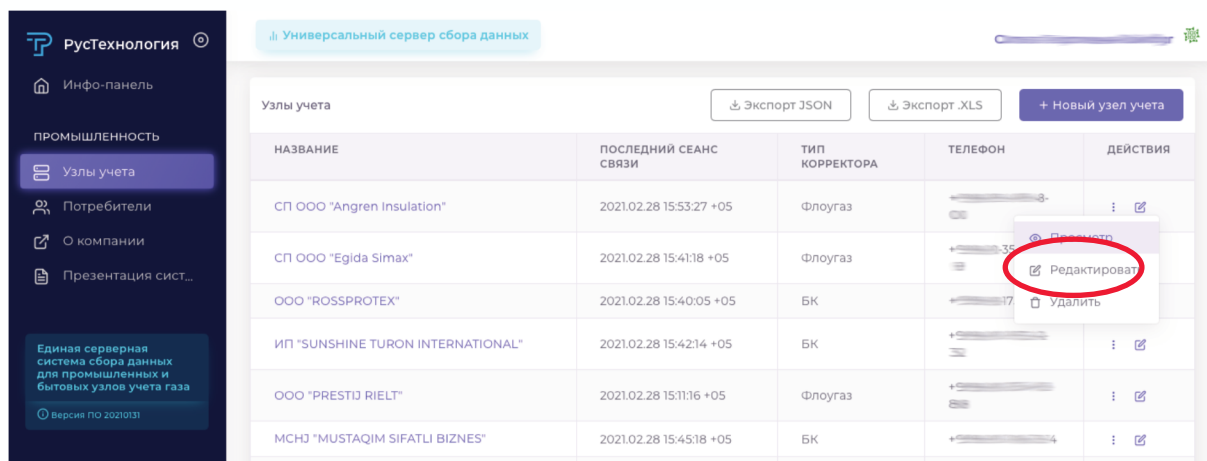 РусТехнология
Универсальный сервер сбора данных
Инфо-панель
ПРОМЫШЛЕННОСТЬ
Узлы учета
Потребители
О компании
Презентация сист...
Единая серверная
система сбора данных
для промышленных и
бытовых узлов учета газа
Версия ПО 20210131
Узлы учета
Экспорт JSON
Экспорт .XLS
+ Новый узел учета
НАЗВАНИЕ
ПОСЛЕДНИЙ СЕАНС
СВЯЗИ
ТИП
КОРРЕКТОРА
ТЕЛЕФОН
ДЕЙСТВИЯ
СП ООО "Angren Insulation"
2021.02.28 15:53:27 +05
Флоугаз
СП ООО "Egida Simax"
2021.02.28 15:41:18 +05
Флоугаз
ООО "ROSSPROTEX"
2021.02.28 15:40:05 +05
БК
ИП "SUNSHINE TURON INTERNATIONAL"
2021.02.28 15:42:14 +05
БК
ООО "PRESTIJ RIELT"
2021.02.28 15:11:16 +05
Флоугаз
МСНJ "MUSTAQIM SIFATLI BIZNES"
2021.02.28 15:45:18 +05
БК
Просмотр
Редактировать
Удалить